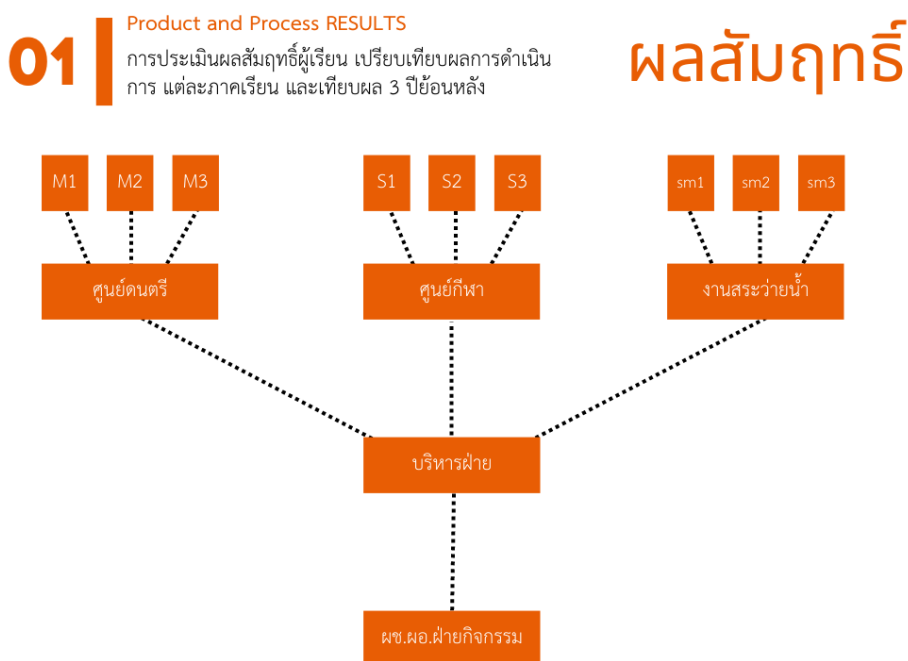 01
Product and Process RESULTS
การประเมินผลสัมฤทธิ์ผู้เรียน เปรียบเทียบผลการดำเนิน
การ แต่ละภาคเรียน และเทียบผล 3 ปีย้อนหลัง
ผลสัมฤทธิ์
M1 M2 M3 S1 S2 S3 sm1 sm2 sm3
ศูนย์ดนตรี ศูนย์กีฬา งานสระว่ายน้ำ
บริหารฝ่าย
ผช.ผอ.ฝ่ายกิจกรรม